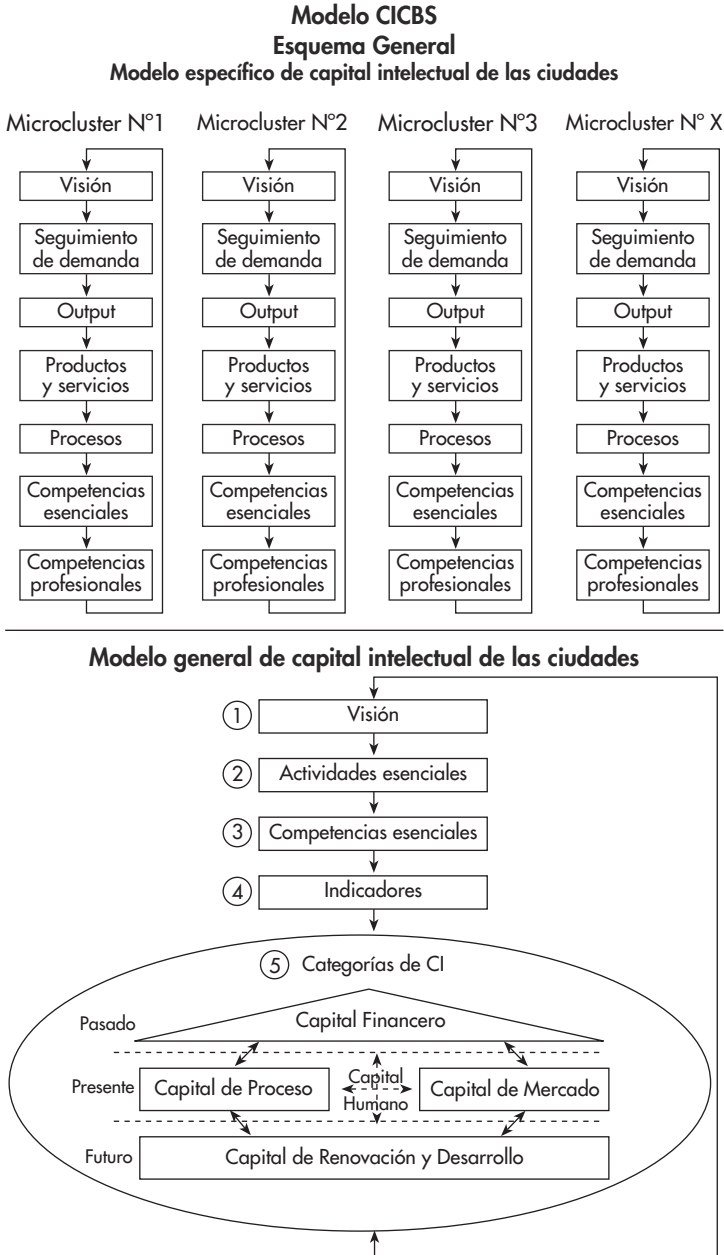 Modelo CICBS
Esquema General
Modelo específico de capital intelectual de las ciudades
Microcluster Nº1
Visión
Seguimiento
de demanda
Output
Productos
y servicios
Procesos
Competencias
esenciales
Competencias
profesionales
Microcluster Nº2
Visión
Seguimiento
de demanda
Output
Productos
y servicios
Procesos
Competencias
esenciales
Competencias
profesionales
Microcluster Nº3
Visión
Seguimiento
de demanda
Output
Productos
y servicios
Procesos
Competencias
esenciales
Competencias
profesionales
Microcluster Nº X
Visión
Seguimiento
de demanda
Output
Productos
y servicios
Procesos
Competencias
esenciales
Competencias
profesionales
Modelo general de capital intelectual de las ciudades
1 Visión
2 Actividades esenciales
3 Competencias esenciales
4 Indicadores
5 Categorías de CI
Pasado Capital Financero
Presente Capital de Proceso
Capital
Humano
Capital de Mercado
Futuro Capital de Renovación y Desarrollo